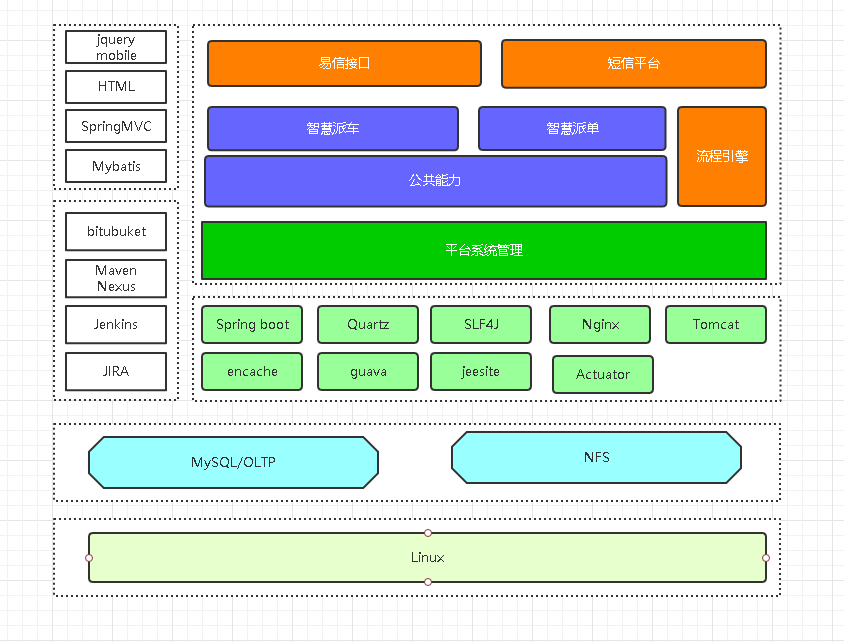 jquery
mobile
HTML
SpringMVC
Mybatis
bitubuket
Maven
Nexus
Jenkins
JIRA
易信接口
短信平台
智慧派车
智慧派单
流程引擎
公共能力
平台系统管理
Spring boot
Quartz
SLF4J
Nginx
Tomcat
encache
guava
jeesite
Actuator
MySQL/OLTP
NFS
Linux